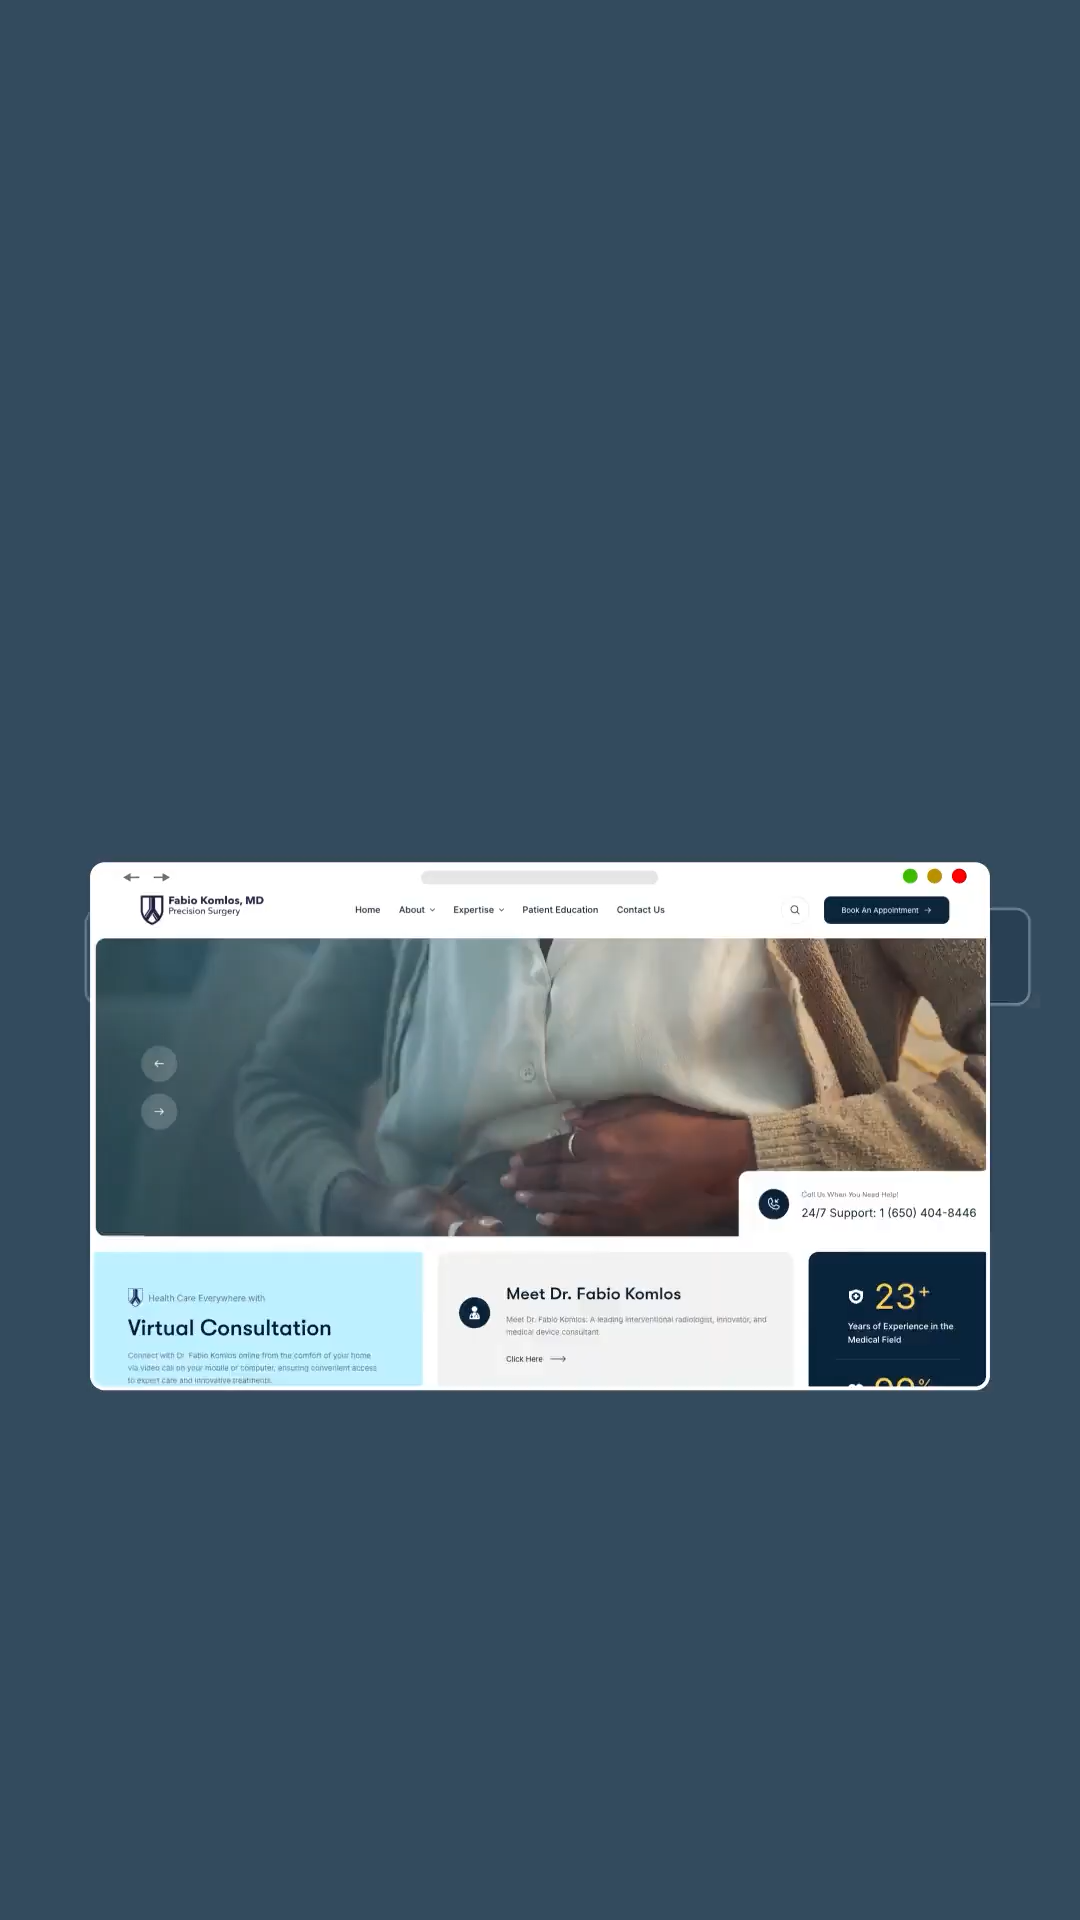 Fabio Komlos, MD
Precision Surgery
Home
About
Expertise
Patient Education
Contact Us
Book An Appointment
Call Us When You Need Help!
24/7 Support: 1 (650) 404-8446
Health Care Everywhere with
Virtual Consultation
Connect with Dr. Fabio Komlos online from the comfort of your home
via video call on your mobile or computer, ensuring convenient access
to expert care and innovative treatments.
Meet Dr. Fabio Komlos
Meet Dr. Fabio Komlos: A leading interventional radiologist, innovator, and
medical device consultant
Click Here
23+
Years of Experience in the
Medical Field